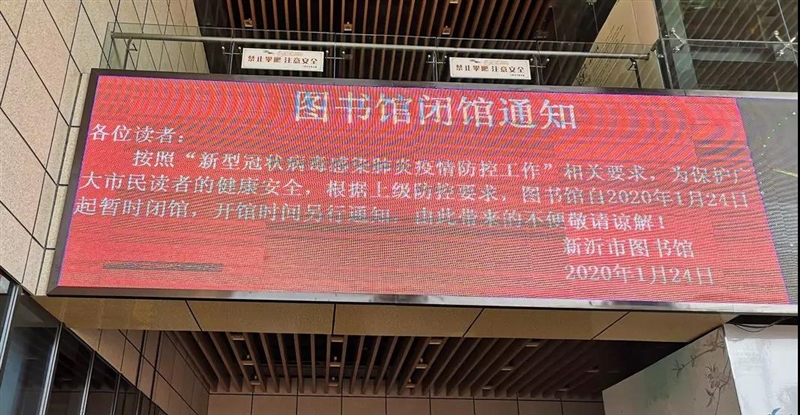 禁止攀爬 注意安全
禁止攀爬 注意安全
图书馆闭馆通知
各位读者：
按照“新型冠状病毒感染肺炎疫情防控工作”相关要求，为保护广
大市民读者的健康安全，根据上级防控要求，图书馆自2020年1月24日
起暂时闭馆，开馆时间另行通知。由此带来的不便敬请谅解！
新沂市图书馆
2020年1月24日